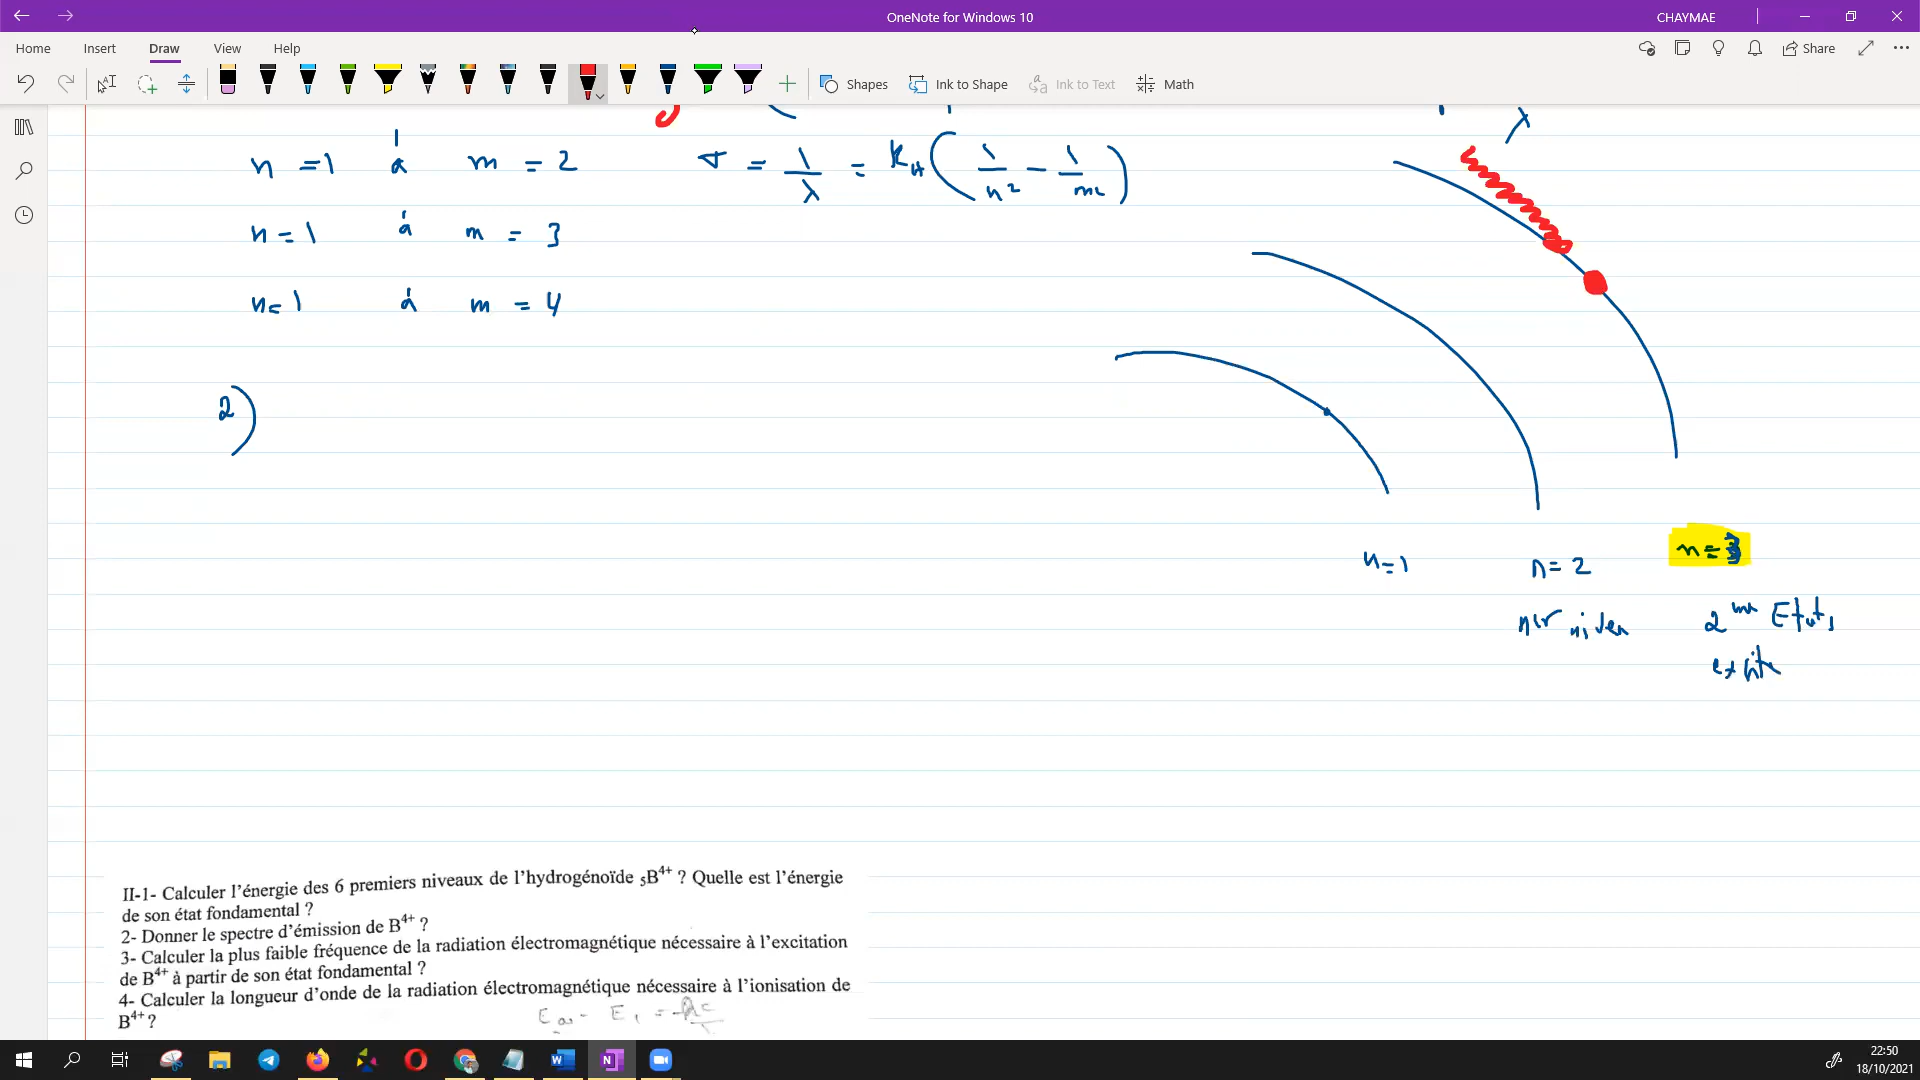 OneNote for Windows 10
CHAYMAE
Home Insert Draw View Help
Share
Shapes
Ink to Shape
Ink to Text
Math
λ
n = 1 à m = 2
σ = 1/λ = R_H ( 1/n² - 1/m² )
n = 1 à m = 3
n = 1 à m = 4
2)
n = 1
n = 2
n = 3
2
II-1- Calculer l'énergie des 6 premiers niveaux de l'hydrogénoïde ₅B⁴⁺ ? Quelle est l'énergie
de son état fondamental ?
2- Donner le spectre d'émission de B⁴⁺ ?
3- Calculer la plus faible fréquence de la radiation électromagnétique nécessaire à l'excitation
de B⁴⁺ à partir de son état fondamental ?
4- Calculer la longueur d'onde de la radiation électromagnétique nécessaire à l'ionisation de
B⁴⁺ ?
E∞ - E₁ = hc
22:50
18/10/2021